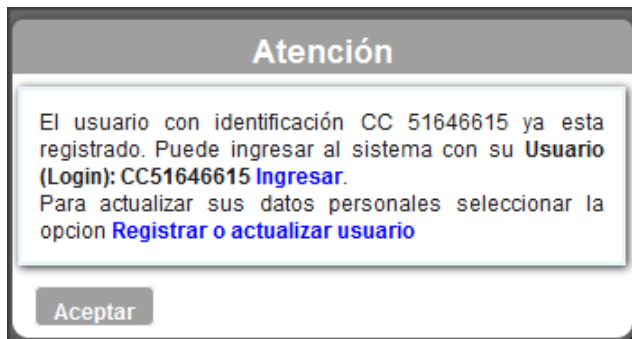 Atención
El usuario con identificación CC 51646615 ya esta
registrado. Puede ingresar al sistema con su Usuario
(Login): CC51646615 Ingresar.
Para actualizar sus datos personales seleccionar la
opcion Registrar o actualizar usuario
Aceptar